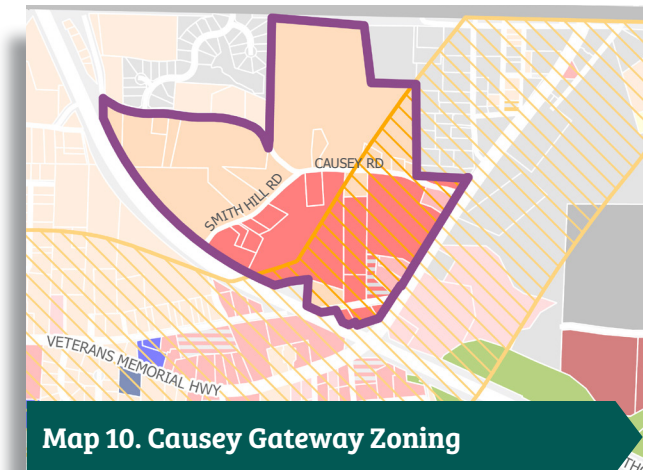 CAUSEY RD
SMITH HILL RD
VETERANS MEMORIAL HWY
Map 10. Causey Gateway Zoning